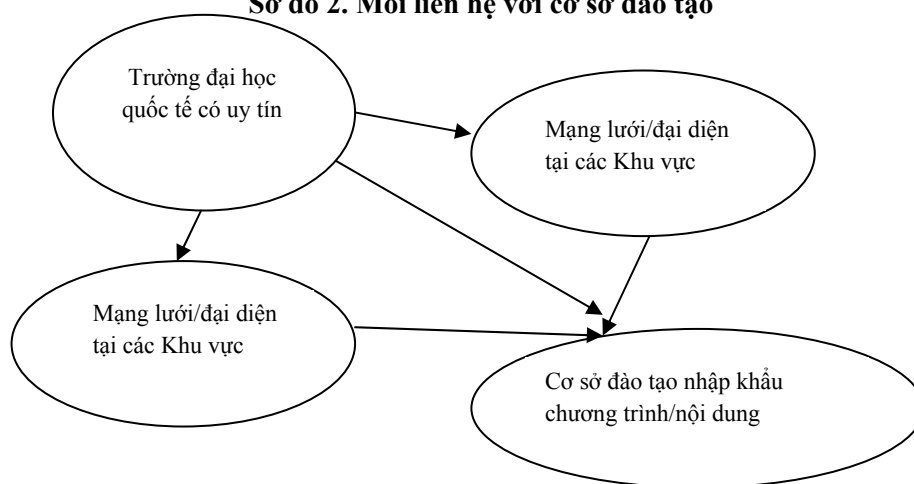 Sơ đồ 2. Mối liên hệ với cơ sở đào tạo
Trường đại học
quốc tế có uy tín
Mạng lưới/đại diện
tại các Khu vực
Mạng lưới/đại diện
tại các Khu vực
Cơ sở đào tạo nhập khẩu
chương trình/nội dung